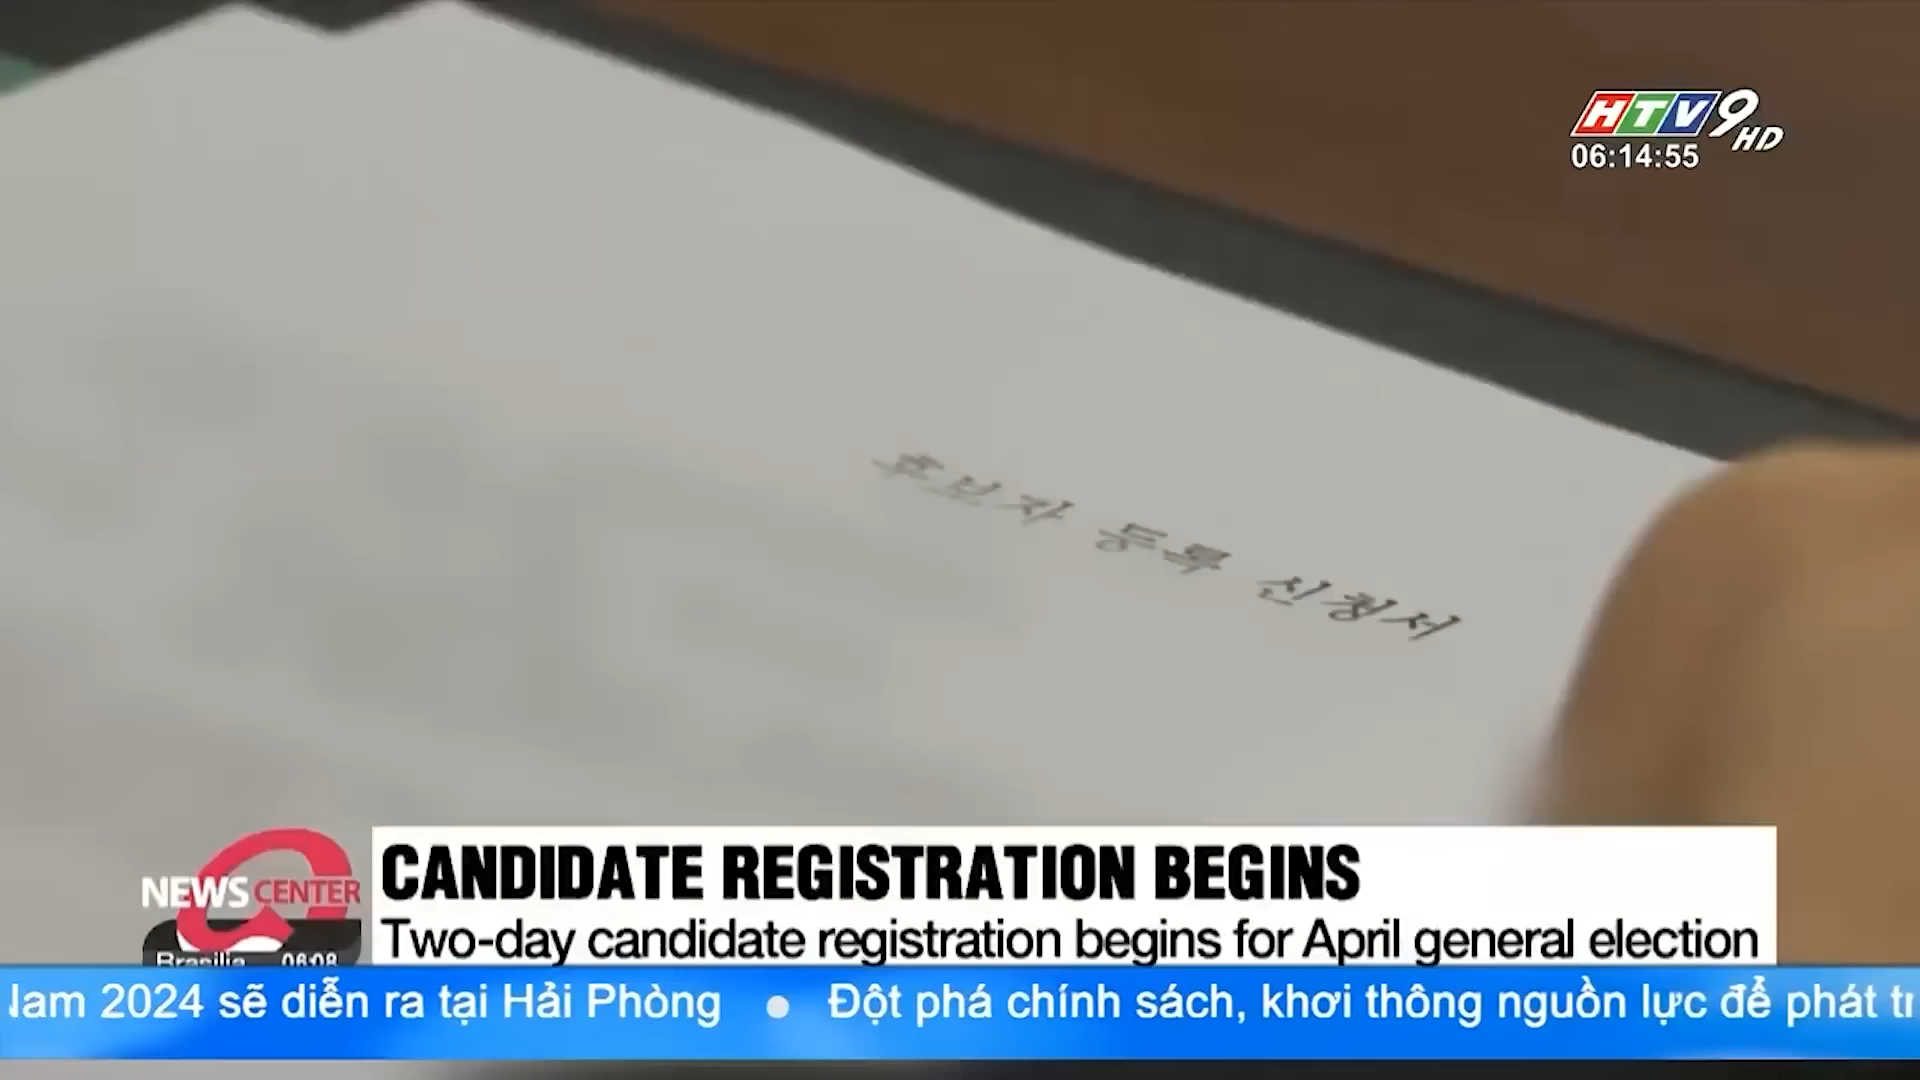 HTV9 HD
06:14:55
후보자 등록 신청서
NEWS CENTER
CANDIDATE REGISTRATION BEGINS
Two-day candidate registration begins for April general election
Brasilia 06:08
Nam 2024 sẽ diễn ra tại Hải Phòng ● Đột phá chính sách, khơi thông nguồn lực để phát tr